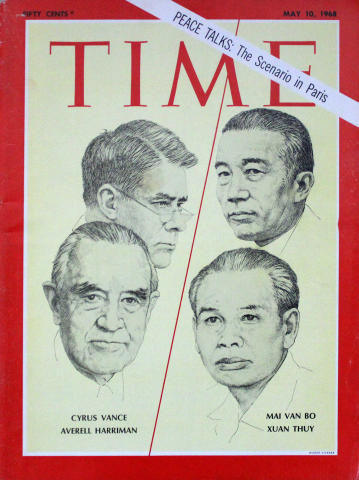 FIFTY CENTS
MAY 10, 1968
PEACE TALKS: The Scenario in Paris
TIME
CYRUS VANCE
AVERELL HARRIMAN
MAI VAN BO
XUAN THUY